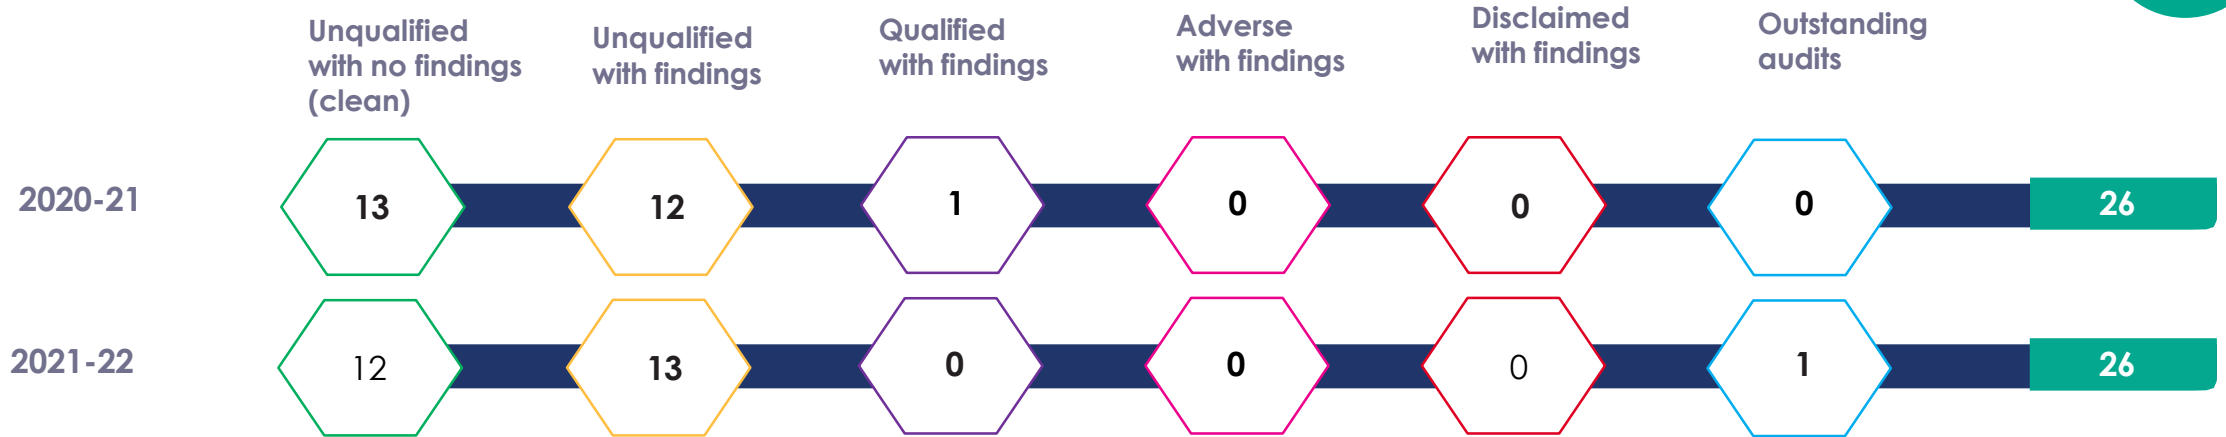 Unqualified
with no findings
(clean)
Unqualified
with findings
Qualified
with findings
Adverse
with findings
Disclaimed
with findings
Outstanding
audits
2020-21
13
12
1
0
0
0
26
2021-22
12
13
0
0
0
1
26